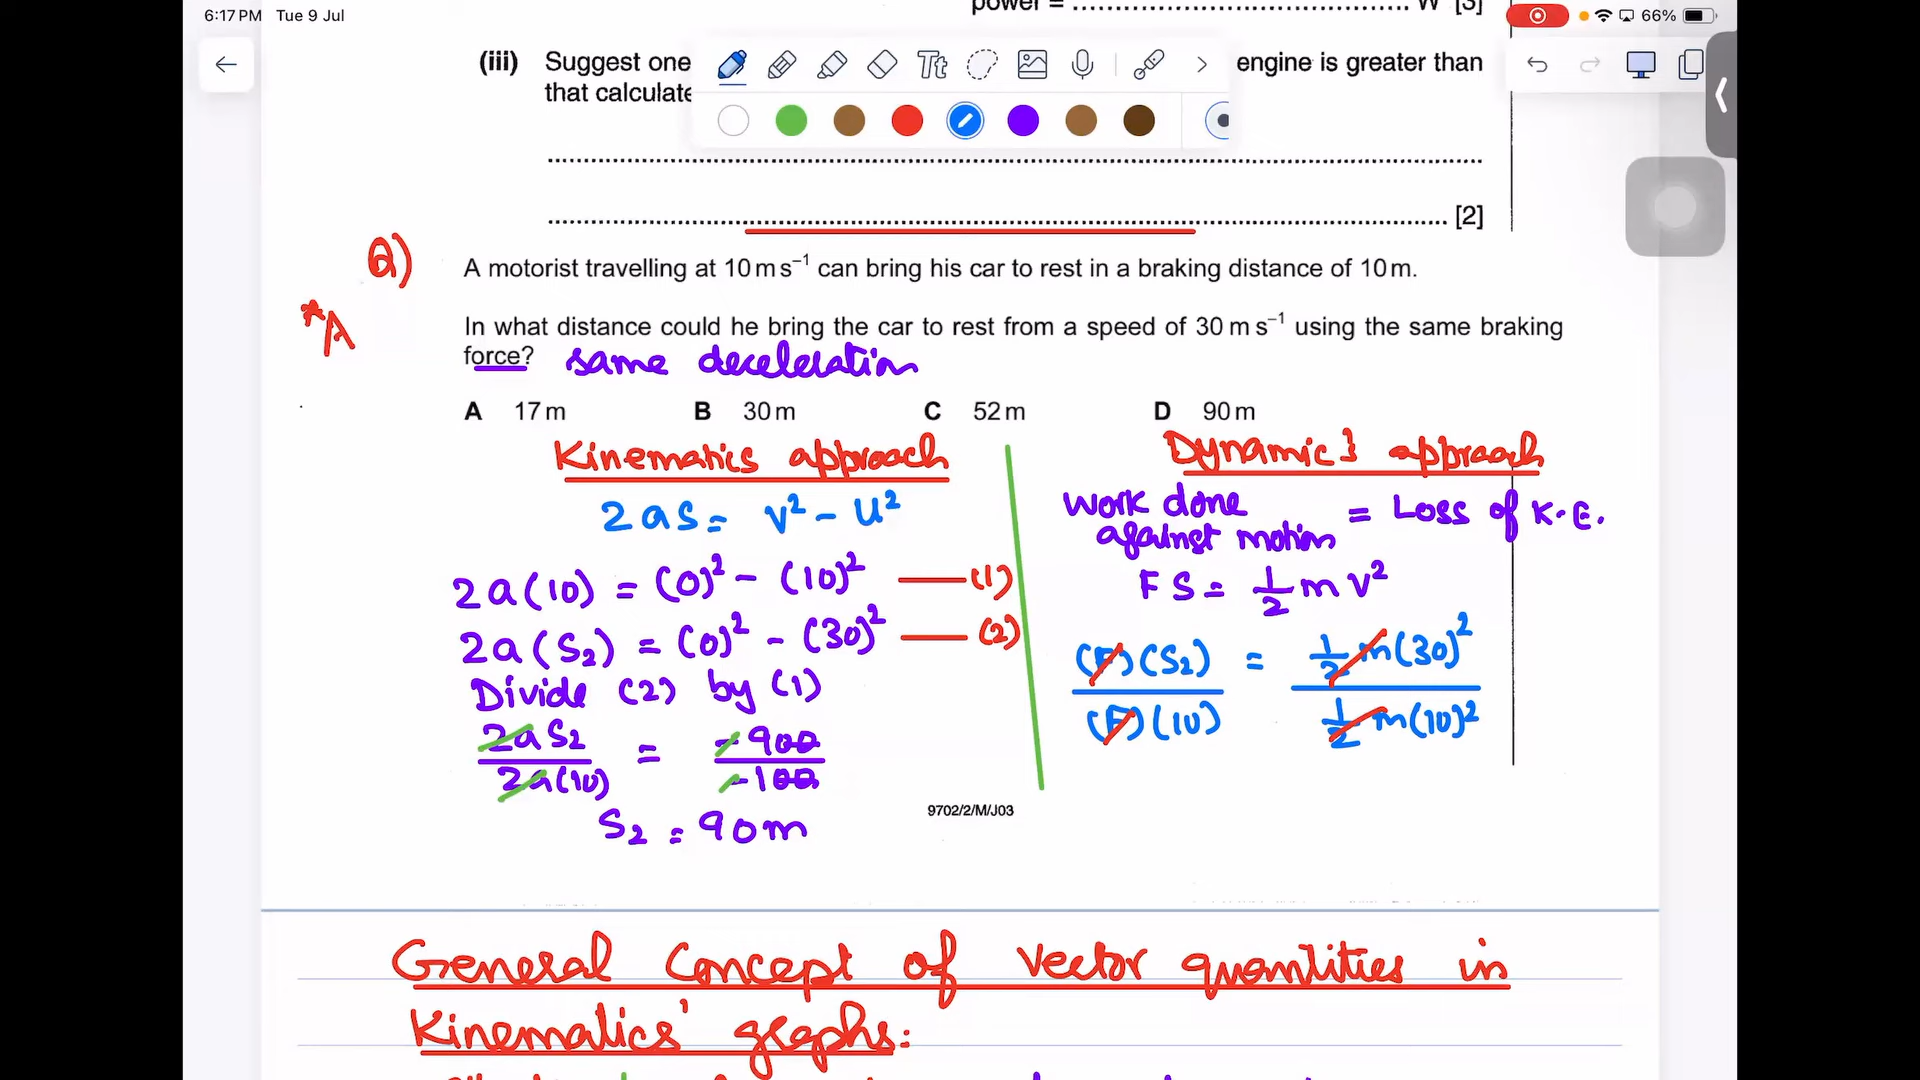 6:17 PM Tue 9 Jul
66%
power = ........................................ W [3]
(iii) Suggest one
engine is greater than
that calculate
Tt
........................................
........................................ [2]
Q)
A motorist travelling at 10 m s⁻¹ can bring his car to rest in a braking distance of 10 m.
*A
In what distance could he bring the car to rest from a speed of 30 m s⁻¹ using the same braking
force? same deceleration
A 17 m B 30 m C 52 m D 90 m
Kinematics approach
2as = v² - u²
2a(10) = (0)² - (10)² —(1)
2a(S₂) = (0)² - (30)² —(2)
Divide (2) by (1)
2aS₂ / 2a(10) = -900 / -100
S₂ = 90m
Dynamics approach
Work done
against motion = Loss of K.E.
FS = 1/2 mv²
(F)(S₂) / (F)(10) = 1/2 m(30)² / 1/2 m(10)²
9702/2/M/J03
General Concept of Vector quantities in
Kinematics' graphs: